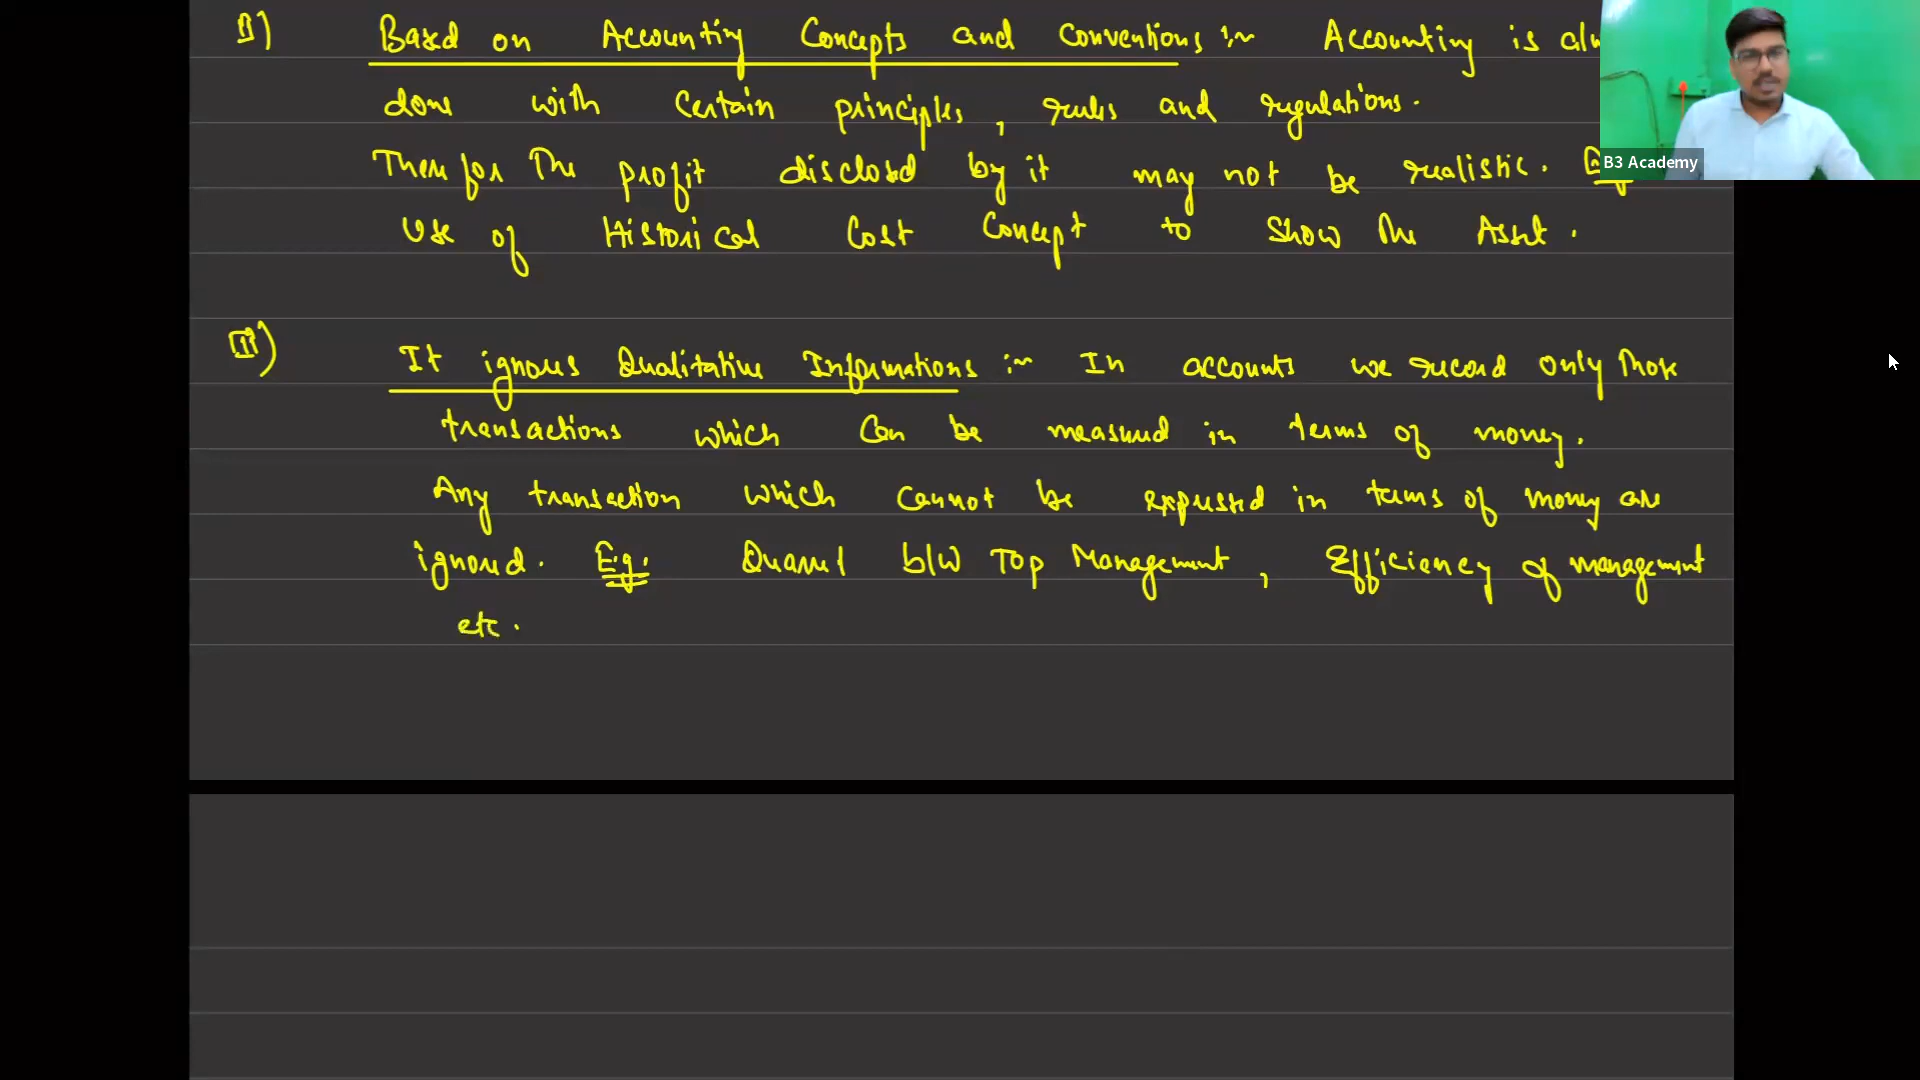 I) Based on Accounting Concepts and Conventions :- Accounting is al
done with Certain principles, rules and regulations.
Therefor The profit disclosed by it may not be realistic. Eg
Use of Historical Cost Concept to Show the Asset.
II) It ignores Qualitative Informations :- In accounts we record only those
transactions which Can be measured in terms of money.
Any transaction which cannot be expressed in terms of money are
ignored. E.g. Quarrel b/w Top Management, Efficiency of management
etc.
B3 Academy